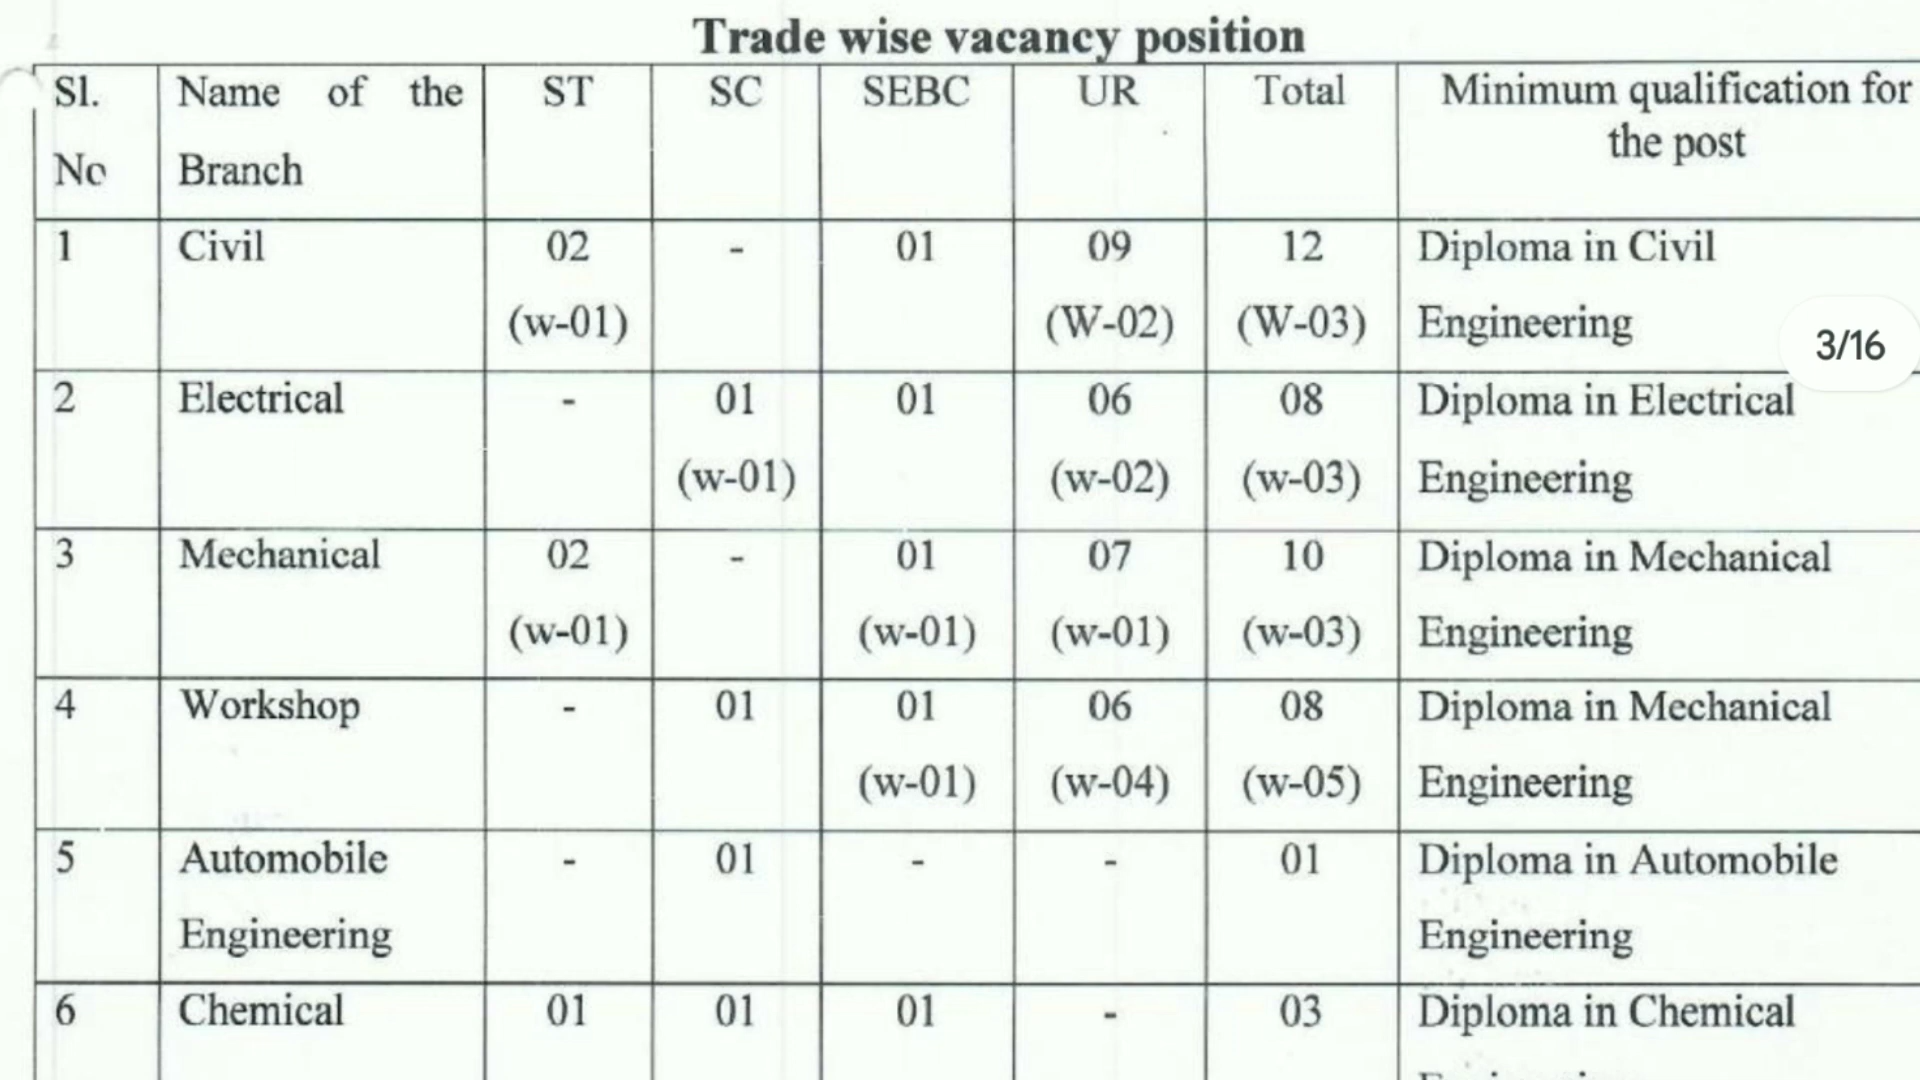 Trade wise vacancy position
Sl. No | Name of the Branch | ST | SC | SEBC | UR | Total | Minimum qualification for the post
1 | Civil | 02 (w-01) | - | 01 | 09 (W-02) | 12 (W-03) | Diploma in Civil Engineering
2 | Electrical | - | 01 (w-01) | 01 | 06 (w-02) | 08 (w-03) | Diploma in Electrical Engineering
3 | Mechanical | 02 (w-01) | - | 01 (w-01) | 07 (w-01) | 10 (w-03) | Diploma in Mechanical Engineering
4 | Workshop | - | 01 | 01 (w-01) | 06 (w-04) | 08 (w-05) | Diploma in Mechanical Engineering
5 | Automobile Engineering | - | 01 | - | - | 01 | Diploma in Automobile Engineering
6 | Chemical | 01 | 01 | 01 | - | 03 | Diploma in Chemical
3/16